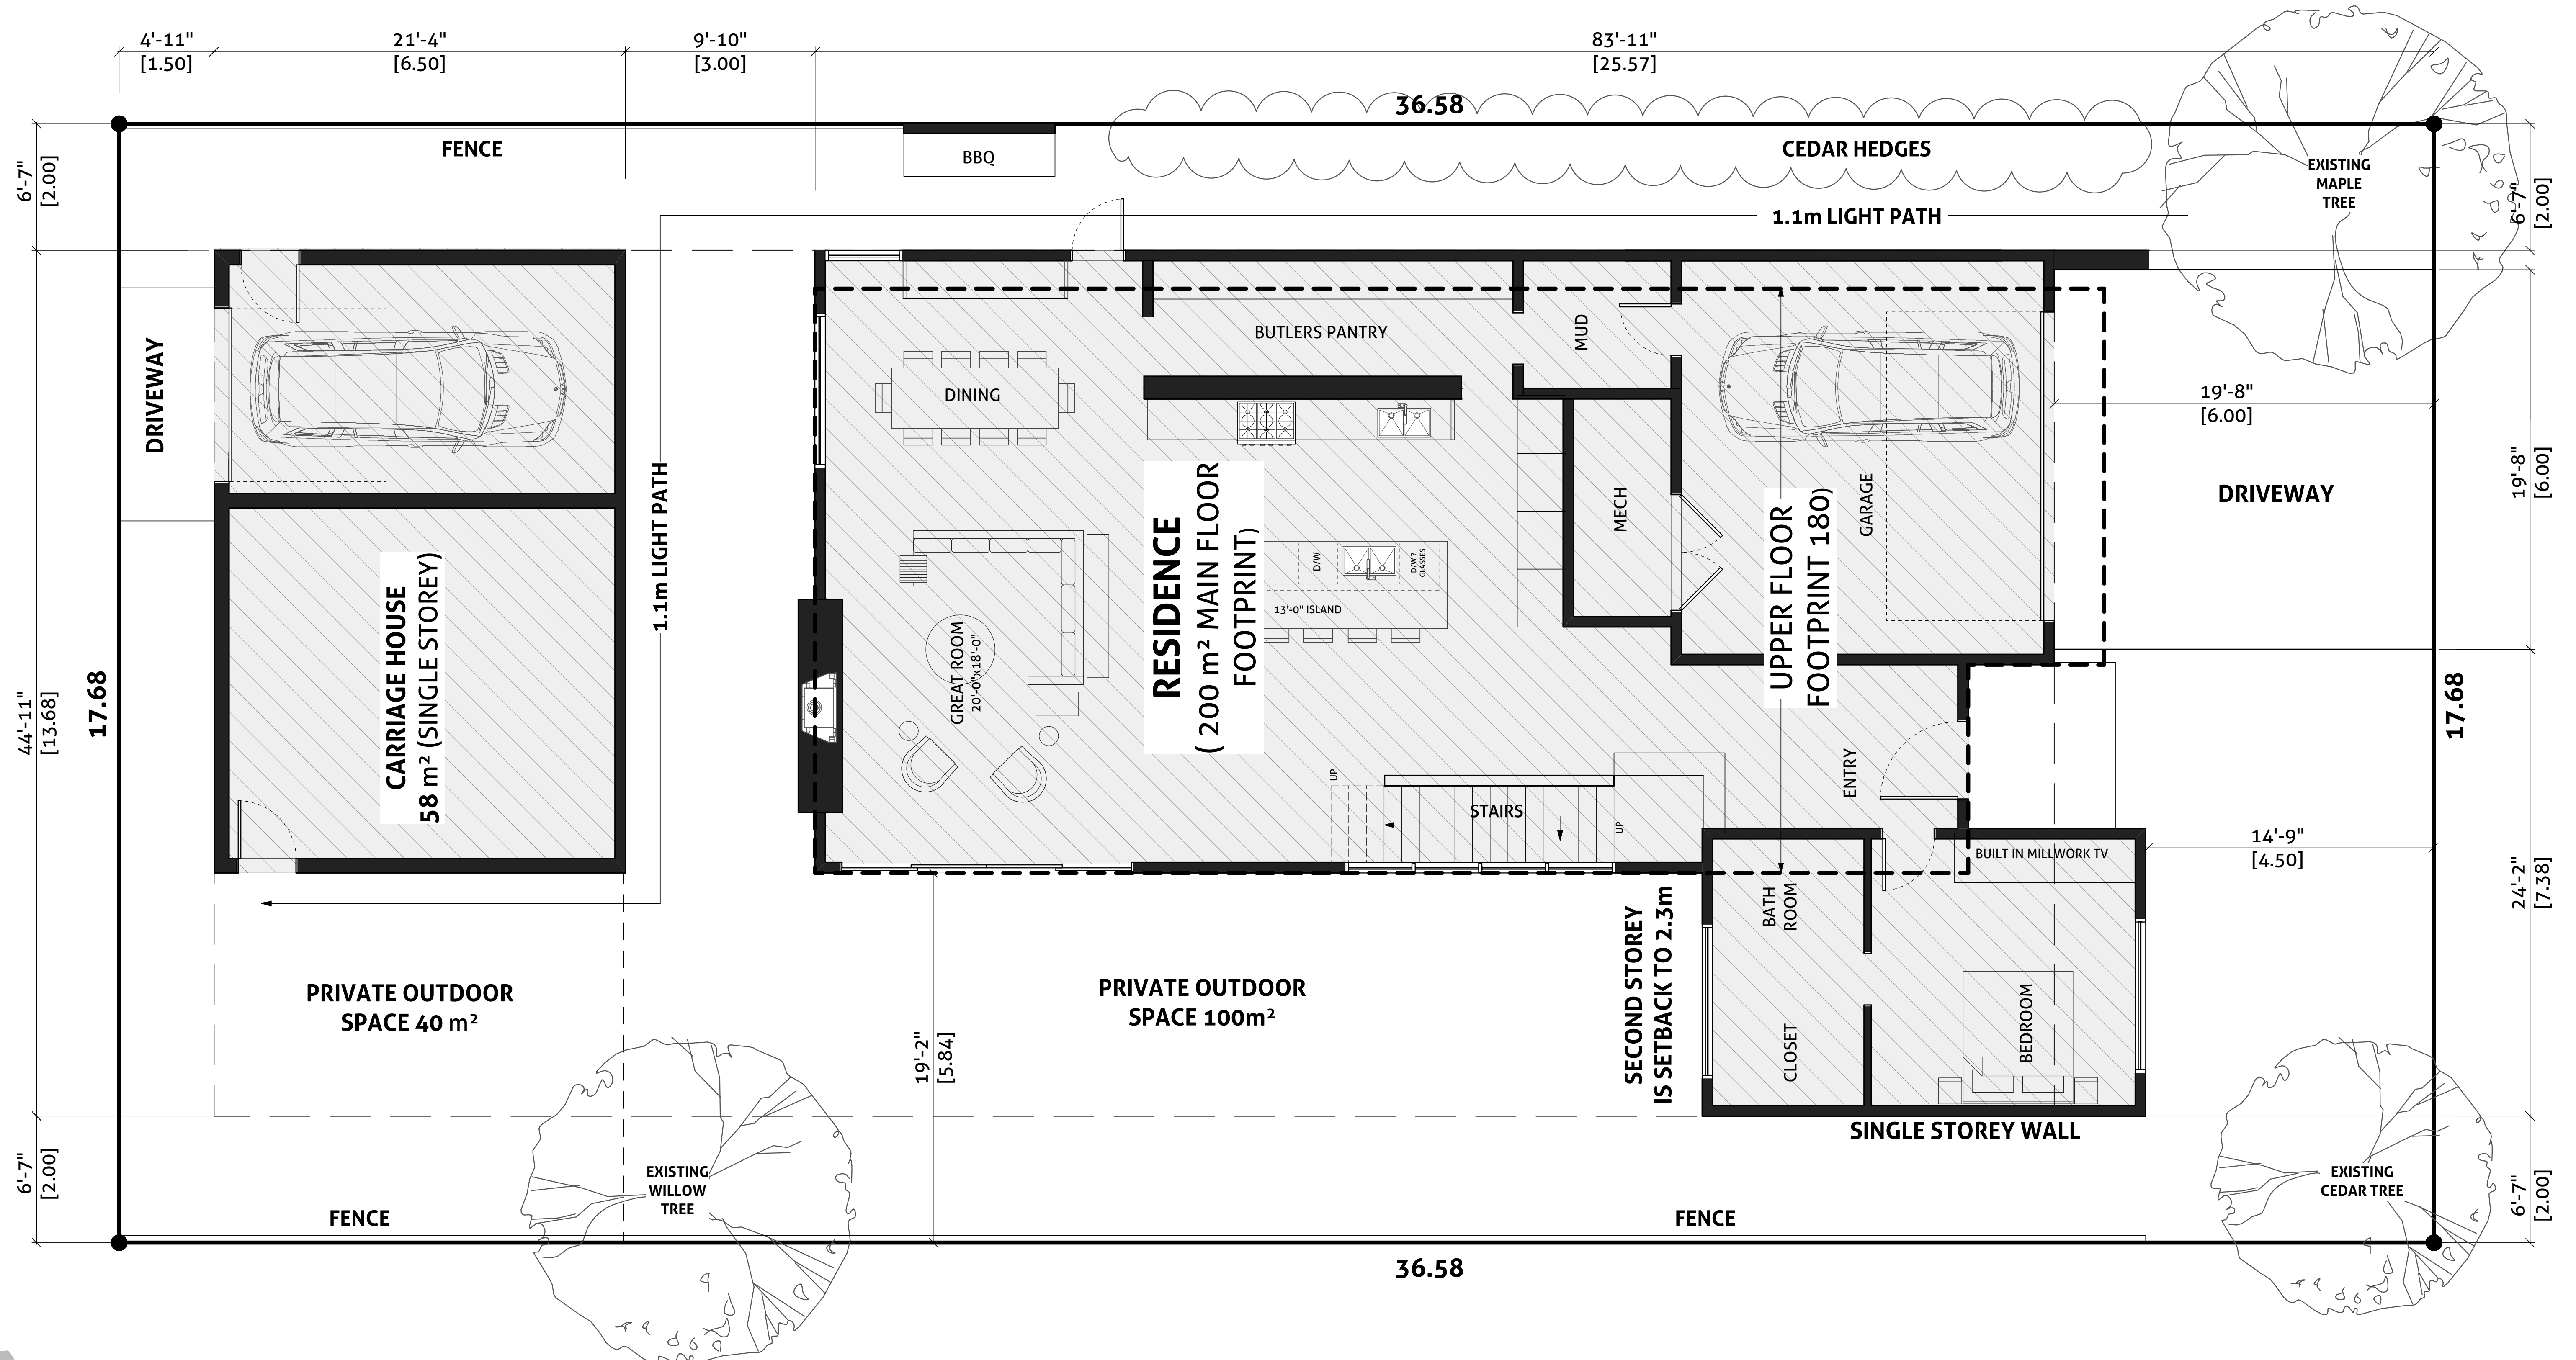 4'-11"
[1.50]
21'-4"
[6.50]
9'-10"
[3.00]
83'-11"
[25.57]
36.58
FENCE
BBQ
CEDAR HEDGES
EXISTING
MAPLE
TREE
6'-7"
[2.00]
6'-7"
[2.00]
1.1m LIGHT PATH
DRIVEWAY
DINING
BUTLERS PANTRY
MUD
19'-8"
[6.00]
19'-8"
[6.00]
DRIVEWAY
1.1m LIGHT PATH
MECH
GARAGE
CARRIAGE HOUSE
58 m² (SINGLE STOREY)
RESIDENCE
( 200 m² MAIN FLOOR
FOOTPRINT)
D/W
D/W ?
GLASSES
13'-0" ISLAND
UPPER FLOOR
FOOTPRINT 180)
GREAT ROOM
20'-0"x18'-0"
44'-11"
[13.68]
17.68
17.68
UP
STAIRS
UP
ENTRY
BUILT IN MILLWORK TV
14'-9"
[4.50]
24'-2"
[7.38]
BATH
ROOM
SECOND STOREY
IS SETBACK TO 2.3m
PRIVATE OUTDOOR
SPACE 40 m²
PRIVATE OUTDOOR
SPACE 100m²
19'-2"
[5.84]
CLOSET
BEDROOM
SINGLE STOREY WALL
6'-7"
[2.00]
EXISTING
WILLOW
TREE
EXISTING
CEDAR TREE
6'-7"
[2.00]
FENCE
FENCE
36.58